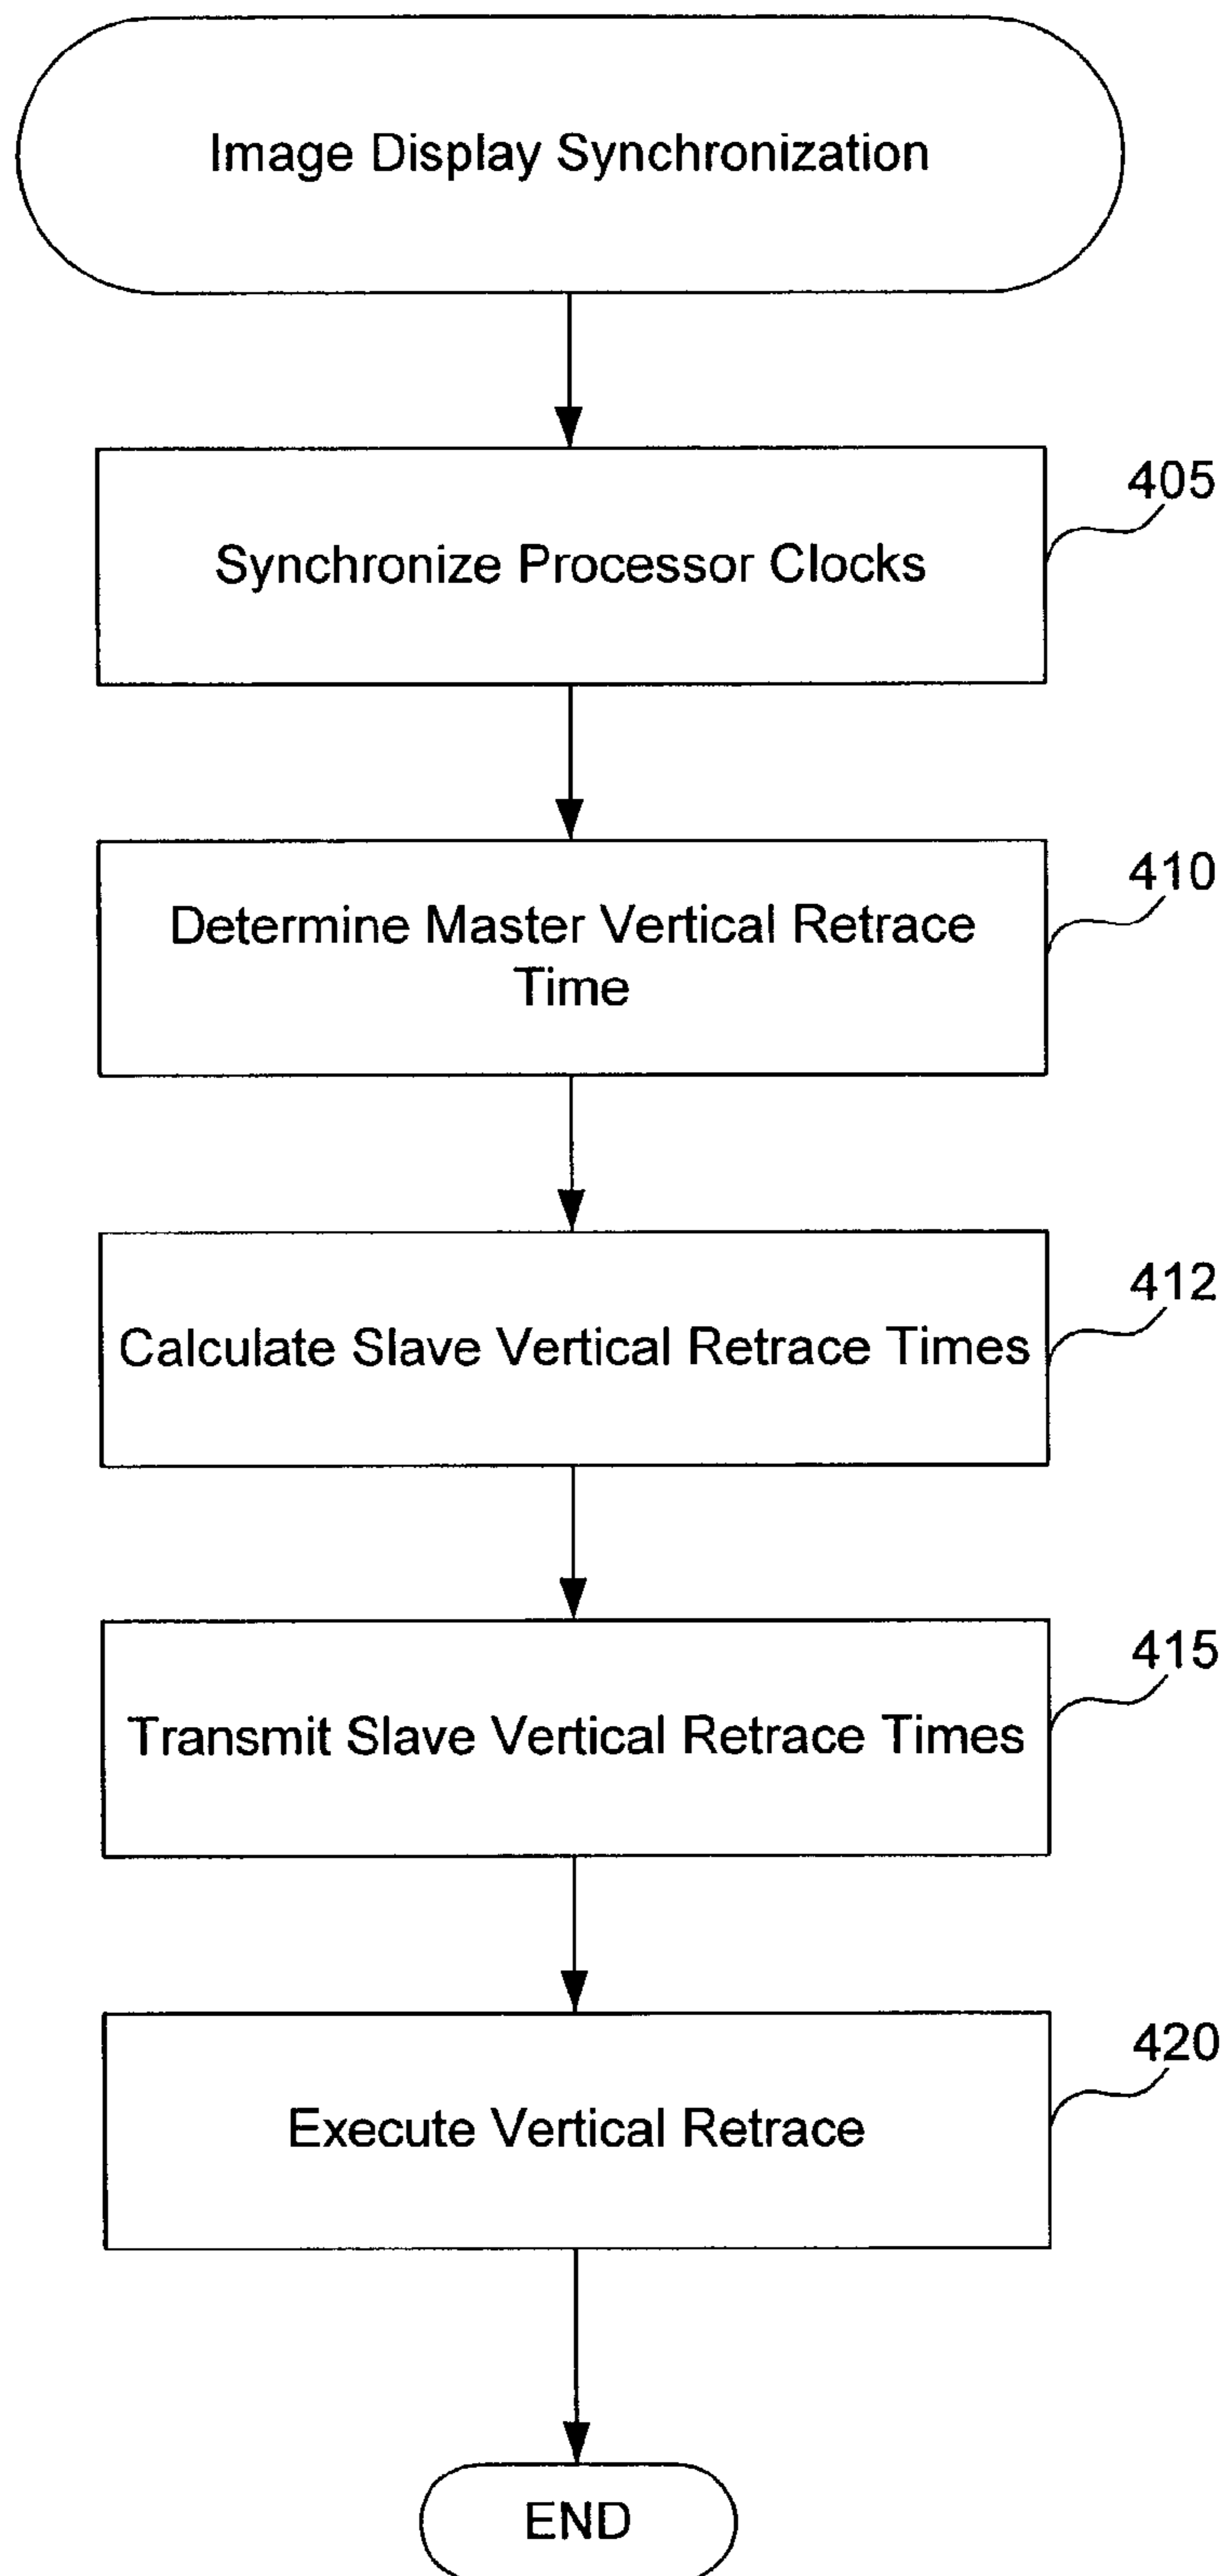 Image Display Synchronization
405
Synchronize Processor Clocks
410
Determine Master Vertical Retrace
Time
412
Calculate Slave Vertical Retrace Times
415
Transmit Slave Vertical Retrace Times
420
Execute Vertical Retrace
END